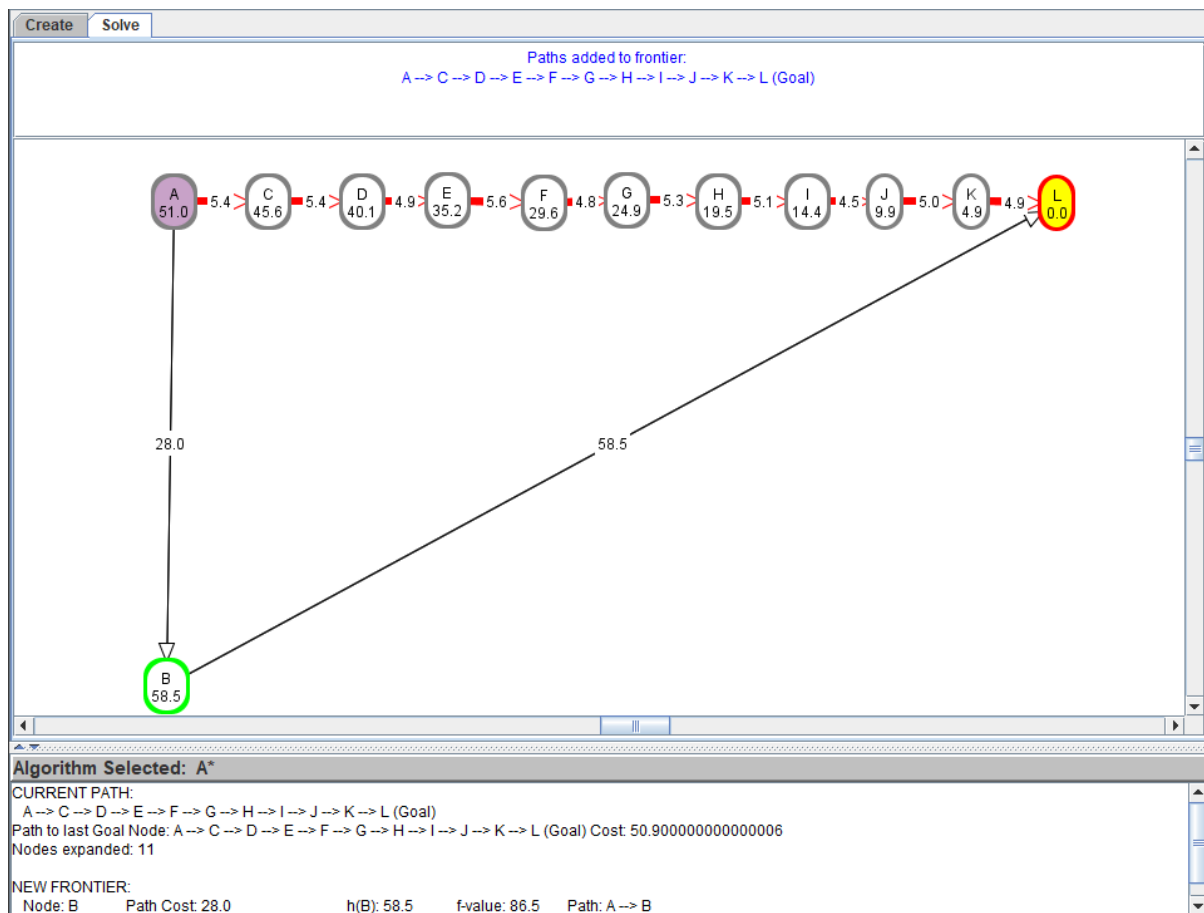 Create Solve
Paths added to frontier:
A --> C --> D --> E --> F --> G --> H --> I --> J --> K --> L (Goal)
A C D E F G H I J K L
51.0 5.4 45.6 5.4 40.1 4.9 35.2 5.6 29.6 4.8 24.9 5.3 19.5 5.1 14.4 4.5 9.9 5.0 4.9 4.9 0.0
28.0 58.5
B
58.5
Algorithm Selected: A*
CURRENT PATH:
A --> C --> D --> E --> F --> G --> H --> I --> J --> K --> L (Goal)
Path to last Goal Node: A --> C --> D --> E --> F --> G --> H --> I --> J --> K --> L (Goal) Cost: 50.900000000000006
Nodes expanded: 11
NEW FRONTIER:
Node: B Path Cost: 28.0 h(B): 58.5 f-value: 86.5 Path: A --> B